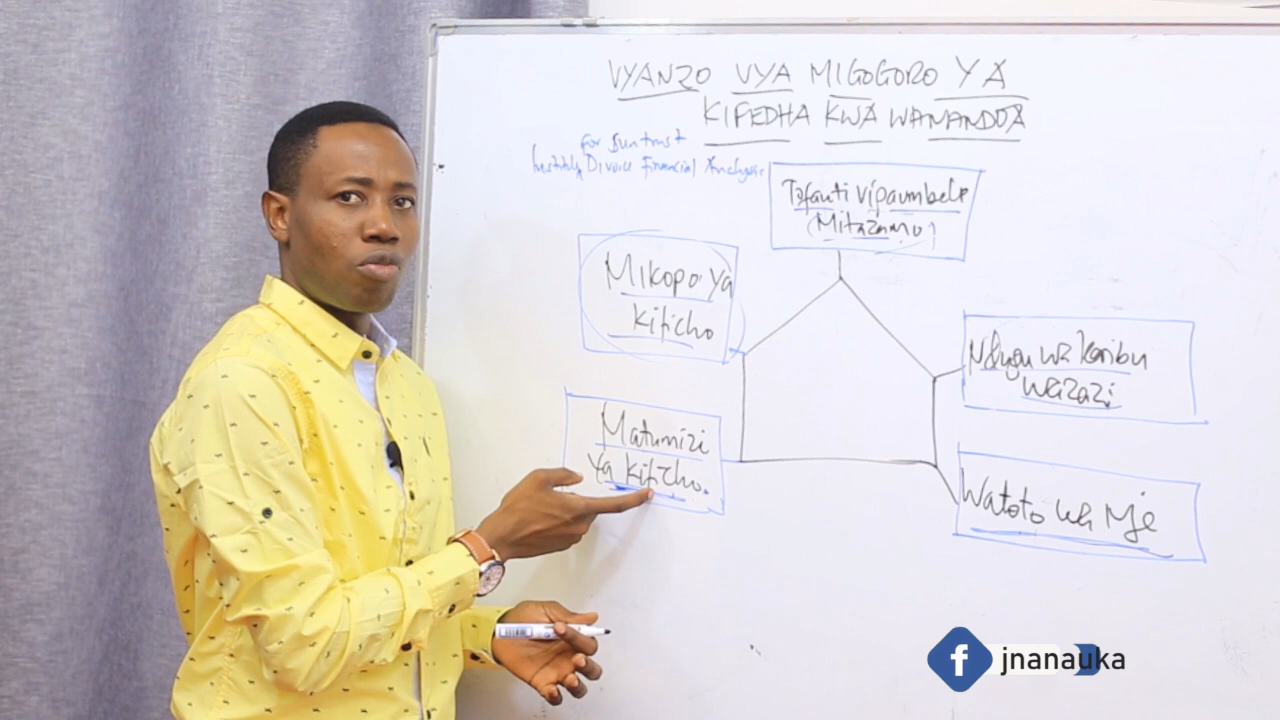 VYANZO VYA MIGOGORO YA
KIFEDHA KWA WANANDOA
for Suntrust
Institute Divorce Financial Analysis
Tofauti Vipaumbele
(Mitazamo)
Mikopo ya
kificho
Ndugu wa karibu
wazazi
Matumizi
ya kificho.
Watoto wa Nje
f jnanauka